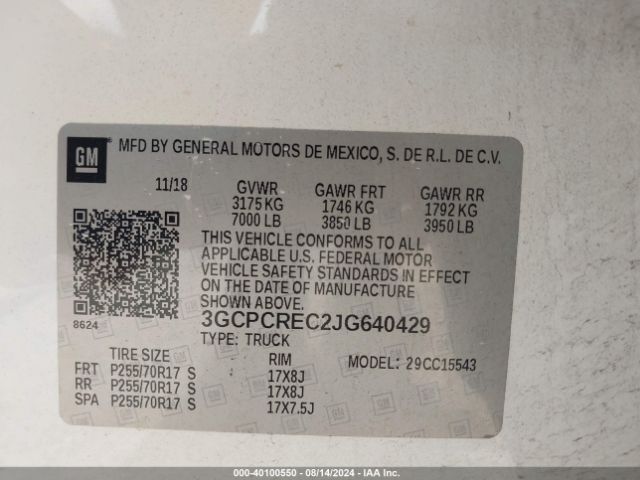 GM ® MFD BY GENERAL MOTORS DE MEXICO, S. DE R.L. DE C.V.
11/18 GVWR GAWR FRT GAWR RR
3175 KG 1746 KG 1792 KG
7000 LB 3850 LB 3950 LB
THIS VEHICLE CONFORMS TO ALL
APPLICABLE U.S. FEDERAL MOTOR
VEHICLE SAFETY STANDARDS IN EFFECT
ON THE DATE OF MANUFACTURE
SHOWN ABOVE.
8624
3GCPCREC2JG640429
TYPE: TRUCK
TIRE SIZE RIM MODEL: 29CC15543
FRT P255/70R17 S 17X8J
RR P255/70R17 S 17X8J
SPA P255/70R17 S 17X7.5J
000-40100550 - 08/14/2024 - IAA Inc.